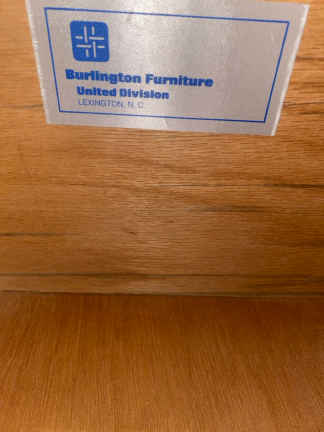 Burlington Furniture
United Division
LEXINGTON, N. C.